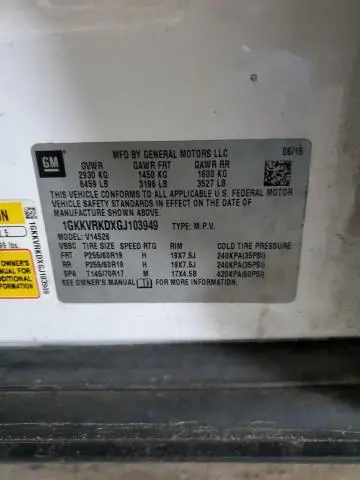 GM
MFD BY GENERAL MOTORS LLC 06/15
GVWR GAWR FRT GAWR RR
2930 KG 1450 KG 1600 KG
6459 LB 3196 LB 3527 LB
THIS VEHICLE CONFORMS TO ALL APPLICABLE U.S. FEDERAL MOTOR
VEHICLE SAFETY STANDARDS IN EFFECT ON THE DATE OF
MANUFACTURE SHOWN ABOVE.
1GKKVRKDXGJ103949 TYPE: M.P.V.
MODEL: V14526
VBBC TIRE SIZE SPEED RTG RIM COLD TIRE PRESSURE
FRT P255/60R19 H 19X7.5J 240KPA(35PSI)
RR P255/60R19 H 19X7.5J 240KPA(35PSI)
SPA T145/70R17 M 17X4.5B 420KPA(60PSI)
SEE OWNER'S MANUAL FOR MORE INFORMATION
lbs.
OWNER'S
MANUAL FOR
ADDITIONAL
INFORMATION
1GKKVRKDXGJ103949